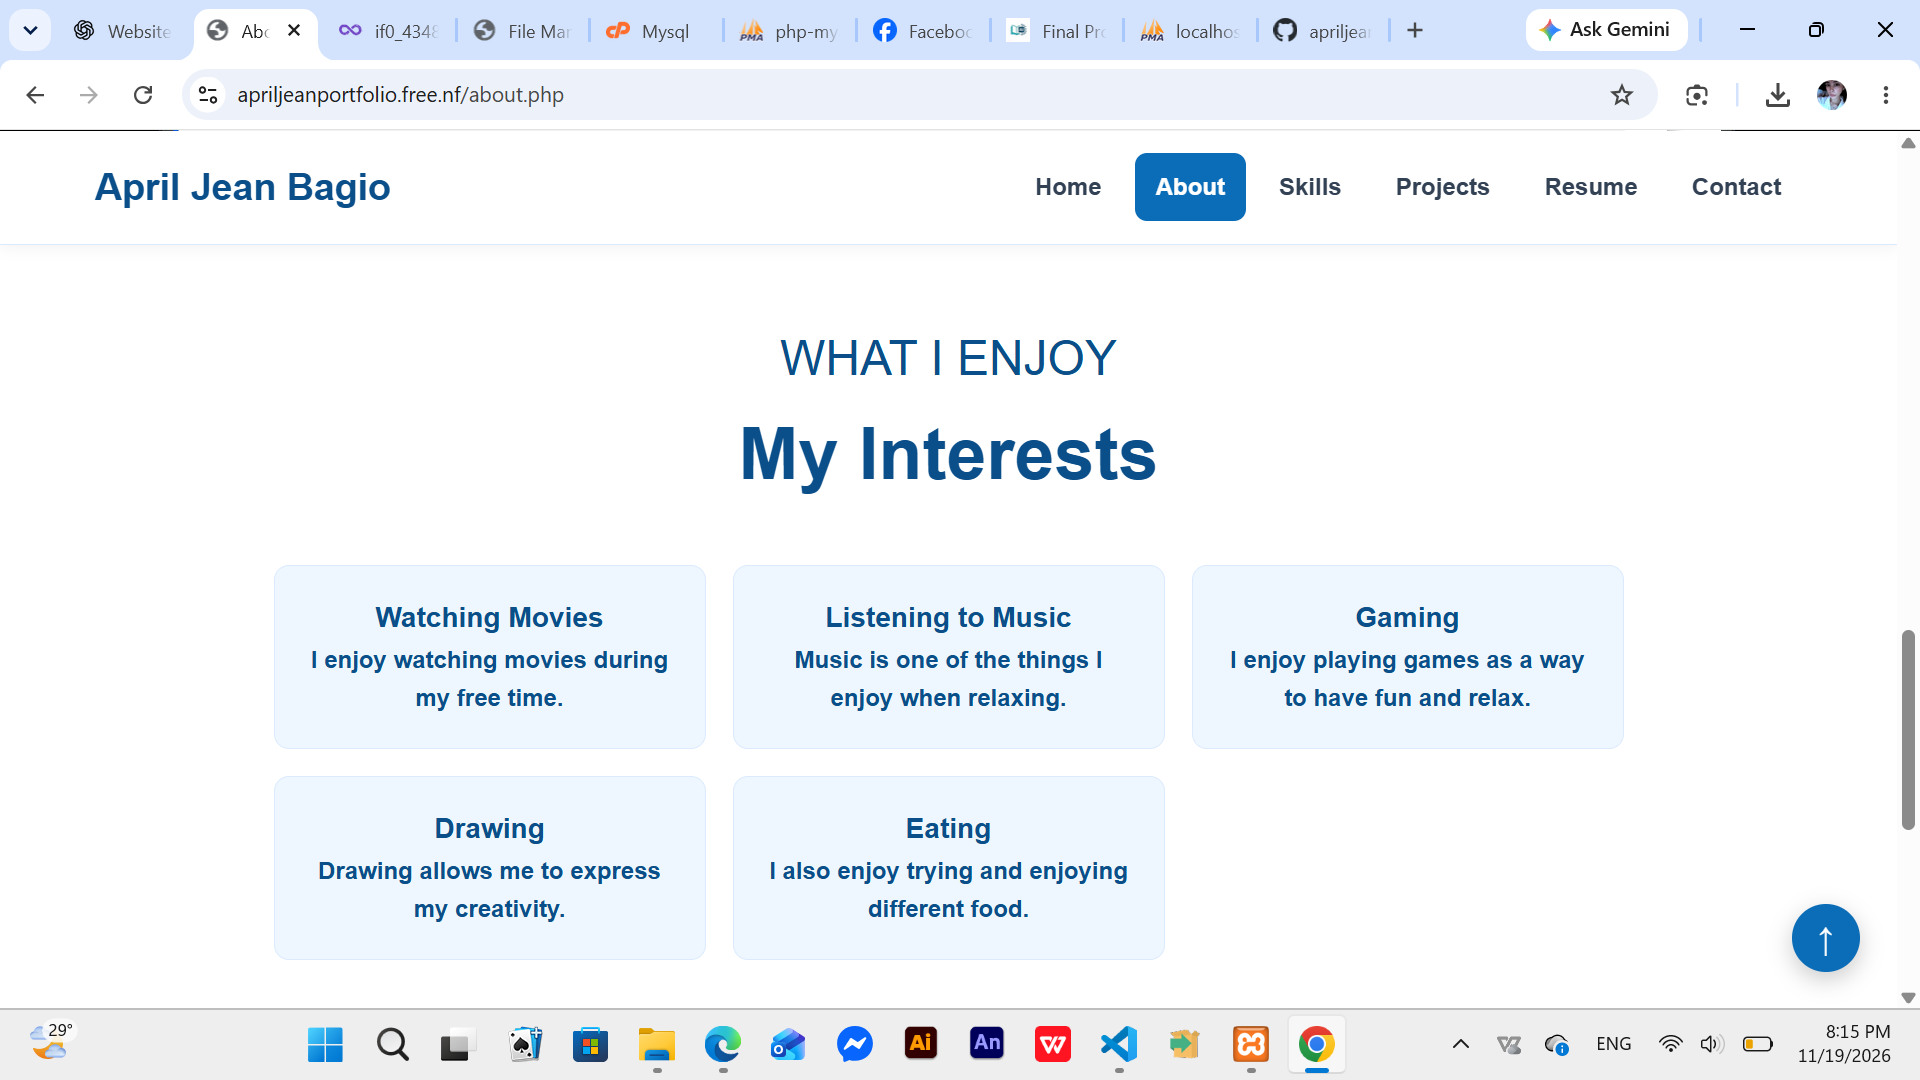 Website
Abo
if0_4348
File Mar
Mysql
php-my
Faceboo
Final Pro
localhos
apriljear
Ask Gemini
apriljeanportfolio.free.nf/about.php
April Jean Bagio
Home
About
Skills
Projects
Resume
Contact
WHAT I ENJOY
My Interests
Watching Movies
I enjoy watching movies during
my free time.
Listening to Music
Music is one of the things I
enjoy when relaxing.
Gaming
I enjoy playing games as a way
to have fun and relax.
Drawing
Drawing allows me to express
my creativity.
Eating
I also enjoy trying and enjoying
different food.
↑
29°
Ai
An
ENG
8:15 PM
11/19/2026